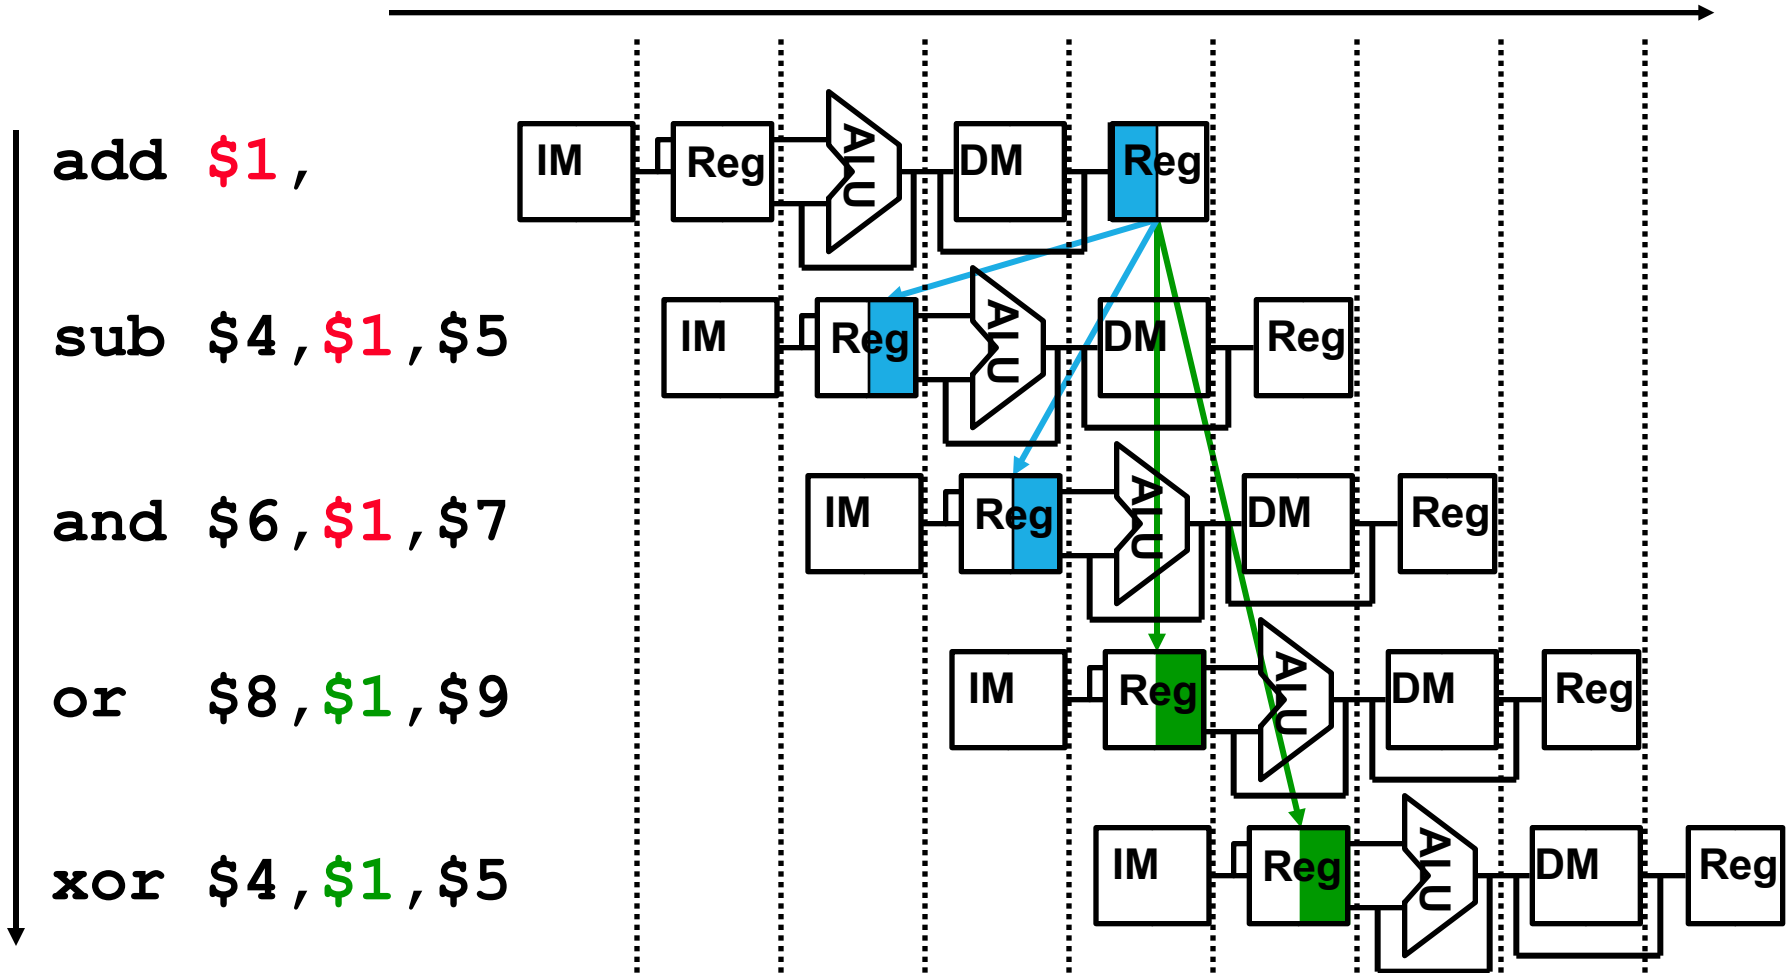 add $1, IM Reg ALU DM Reg
sub $4,$1,$5 IM Reg ALU DM Reg
and $6,$1,$7 IM Reg ALU DM Reg
or $8,$1,$9 IM Reg ALU DM Reg
xor $4,$1,$5 IM Reg ALU DM Reg